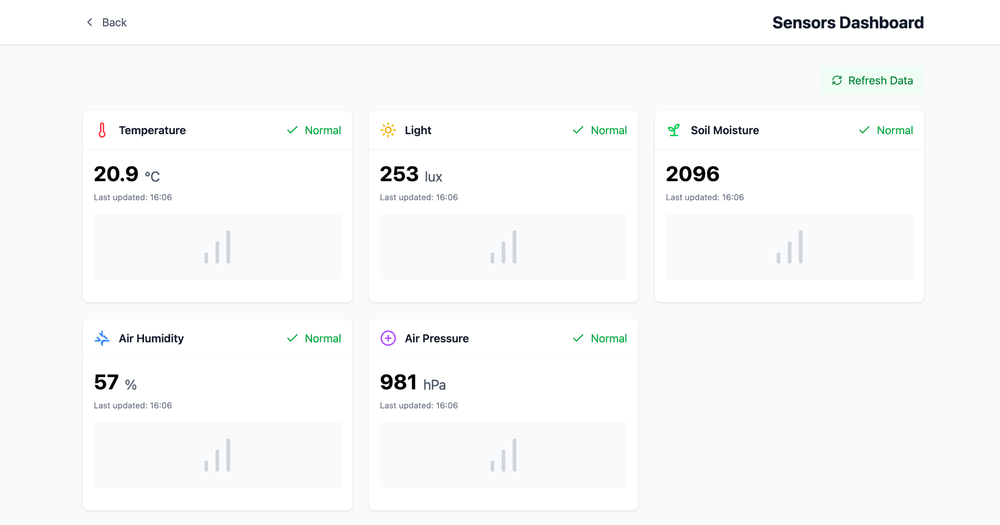 Back
Sensors Dashboard
Refresh Data
Temperature
Normal
20.9 °C
Last updated: 16:06
Light
Normal
253 lux
Last updated: 16:06
Soil Moisture
Normal
2096
Last updated: 16:06
Air Humidity
Normal
57 %
Last updated: 16:06
Air Pressure
Normal
981 hPa
Last updated: 16:06